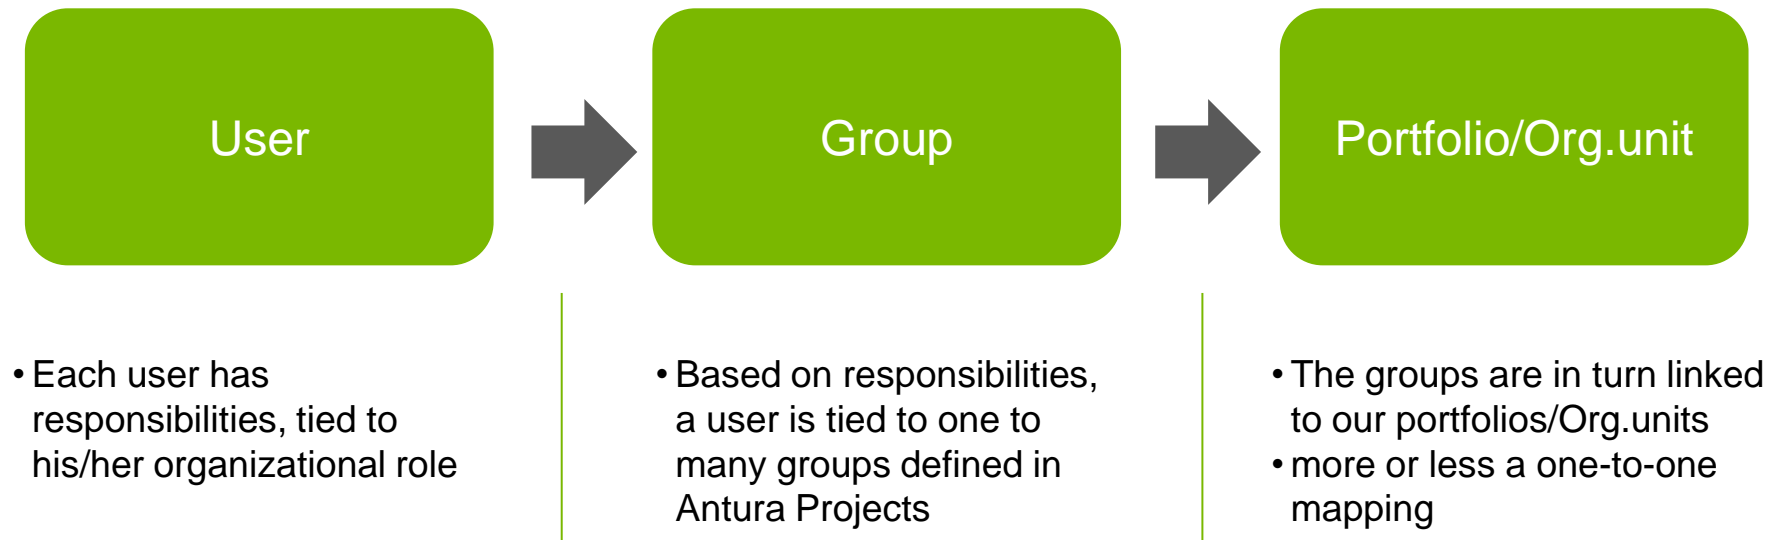 User
Group
Portfolio/Org.unit
• Each user has
responsibilities, tied to
his/her organizational role
• Based on responsibilities,
a user is tied to one to
many groups defined in
Antura Projects
• The groups are in turn linked
to our portfolios/Org.units
• more or less a one-to-one
mapping